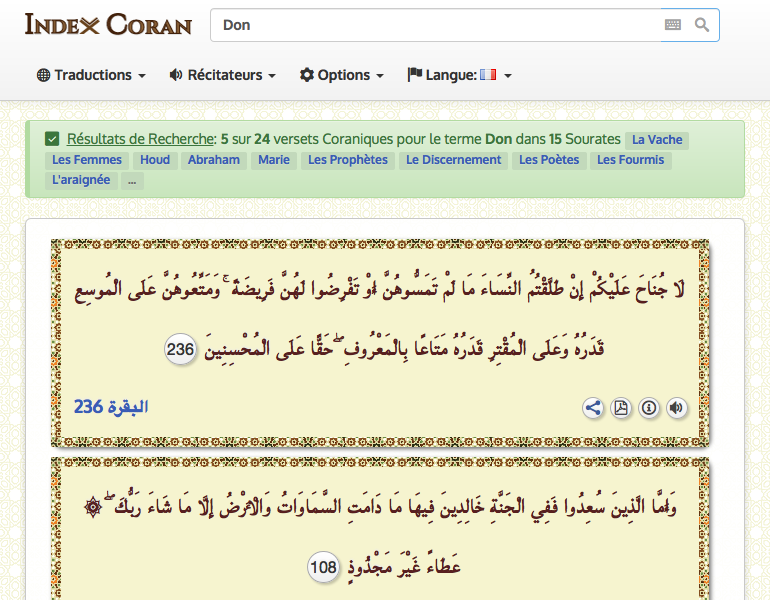 Index Coran
Don
Traductions
Récitateurs
Options
Langue:
Résultats de Recherche: 5 sur 24 versets Coraniques pour le terme Don dans 15 Sourates La Vache
Les Femmes Houd Abraham Marie Les Prophètes Le Discernement Les Poètes Les Fourmis
L'araignée ...
لَا جُنَاحَ عَلَيْكُمْ إِنْ طَلَّقْتُمُ النِّسَاءَ مَا لَمْ تَمَسُّوهُنَّ أَوْ تَفْرِضُوا لَهُنَّ فَرِيضَةً ۚ وَمَتِّعُوهُنَّ عَلَى الْمُوسِعِ
قَدَرُهُ وَعَلَى الْمُقْتِرِ قَدَرُهُ مَتَاعًا بِالْمَعْرُوفِ ۖ حَقًّا عَلَى الْمُحْسِنِينَ 236
البقرة 236
وَأَمَّا الَّذِينَ سُعِدُوا فَفِي الْجَنَّةِ خَالِدِينَ فِيهَا مَا دَامَتِ السَّمَاوَاتُ وَالْأَرْضُ إِلَّا مَا شَاءَ رَبُّكَ ۖ ۞
عَطَاءً غَيْرَ مَجْذُوذٍ 108